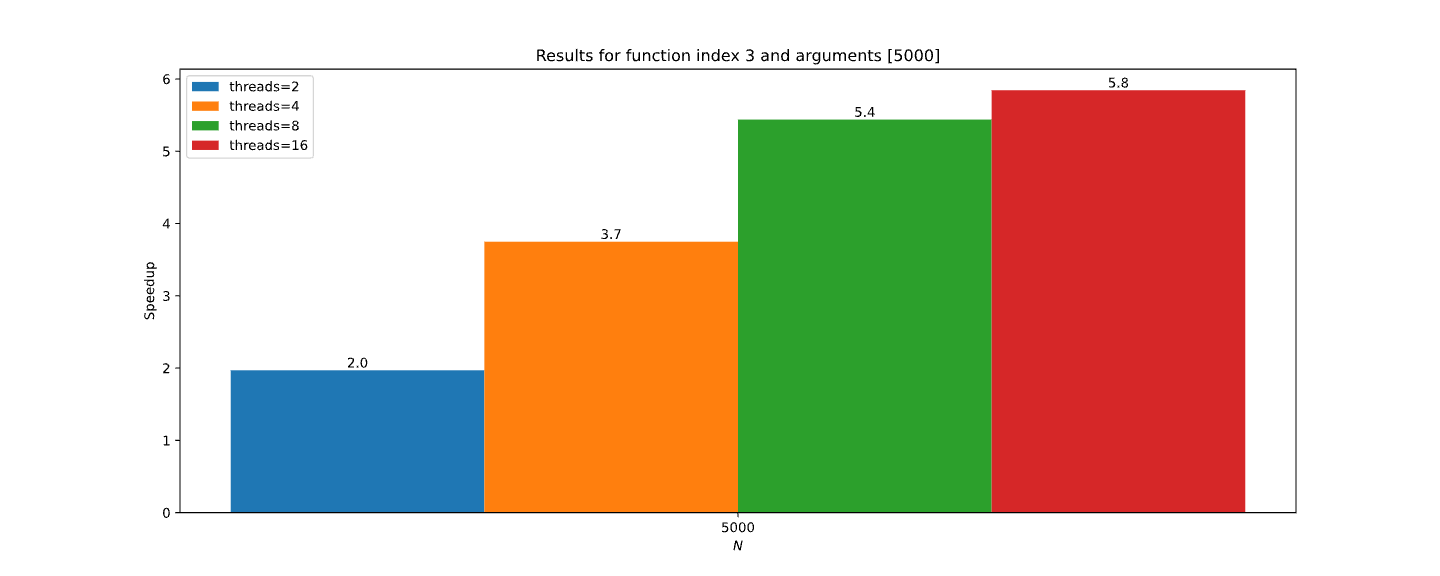 Results for function index 3 and arguments [5000]
threads=2
threads=4
threads=8
threads=16
6
5
4
3
2
1
0
Speedup
2.0
3.7
5.4
5.8
5000
N